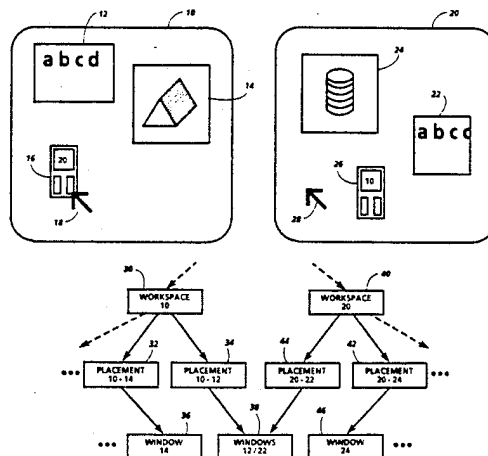 12
10
20
abcd
24
14
22
abcc
16
20
26
10
18
28
30
40
WORKSPACE
10
WORKSPACE
20
32
34
44
42
PLACEMENT
10 - 14
PLACEMENT
10 - 12
PLACEMENT
20 - 22
PLACEMENT
20 - 24
36
38
46
WINDOW
14
WINDOWS
12 / 22
WINDOW
24